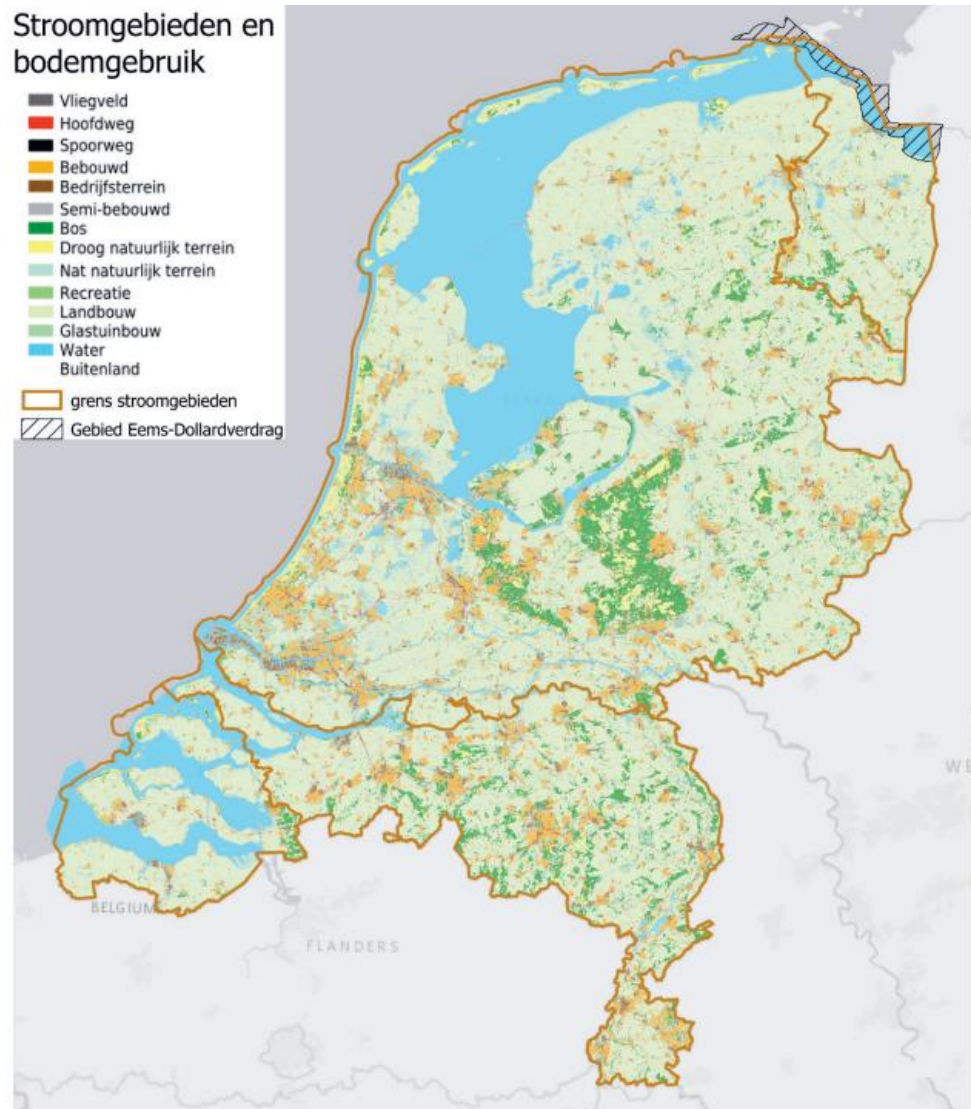 Stroomgebieden en
bodemgebruik
Vliegveld
Hoofdweg
Spoorweg
Bebouwd
Bedrijfsterrein
Semi-bebouwd
Bos
Droog natuurlijk terrein
Nat natuurlijk terrein
Recreatie
Landbouw
Glastuinbouw
Water
Buitenland
grens stroomgebieden
Gebied Eems-Dollardverdrag
WE
BELGIUM
FLANDERS